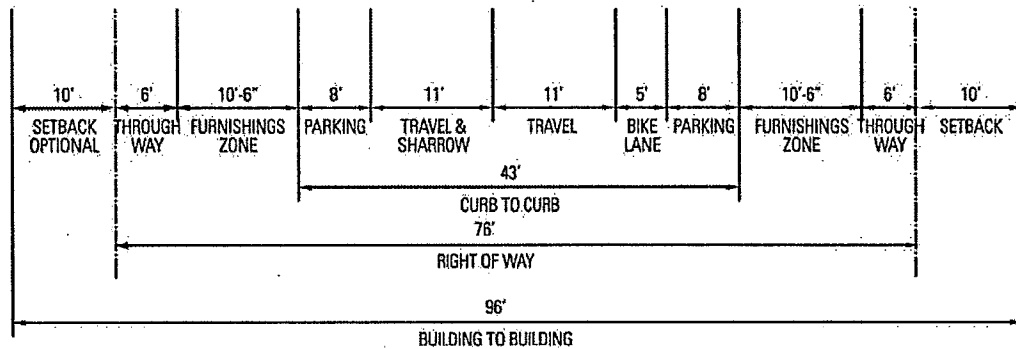 10' 6' 10'-6" 8' 11' 11' 5' 8' 10'-6" 6' 10'
SETBACK THROUGH FURNISHINGS PARKING TRAVEL & TRAVEL BIKE PARKING FURNISHINGS THROUGH SETBACK
OPTIONAL WAY ZONE SHARROW LANE ZONE WAY
43'
CURB TO CURB
76'
RIGHT OF WAY
96'
BUILDING TO BUILDING